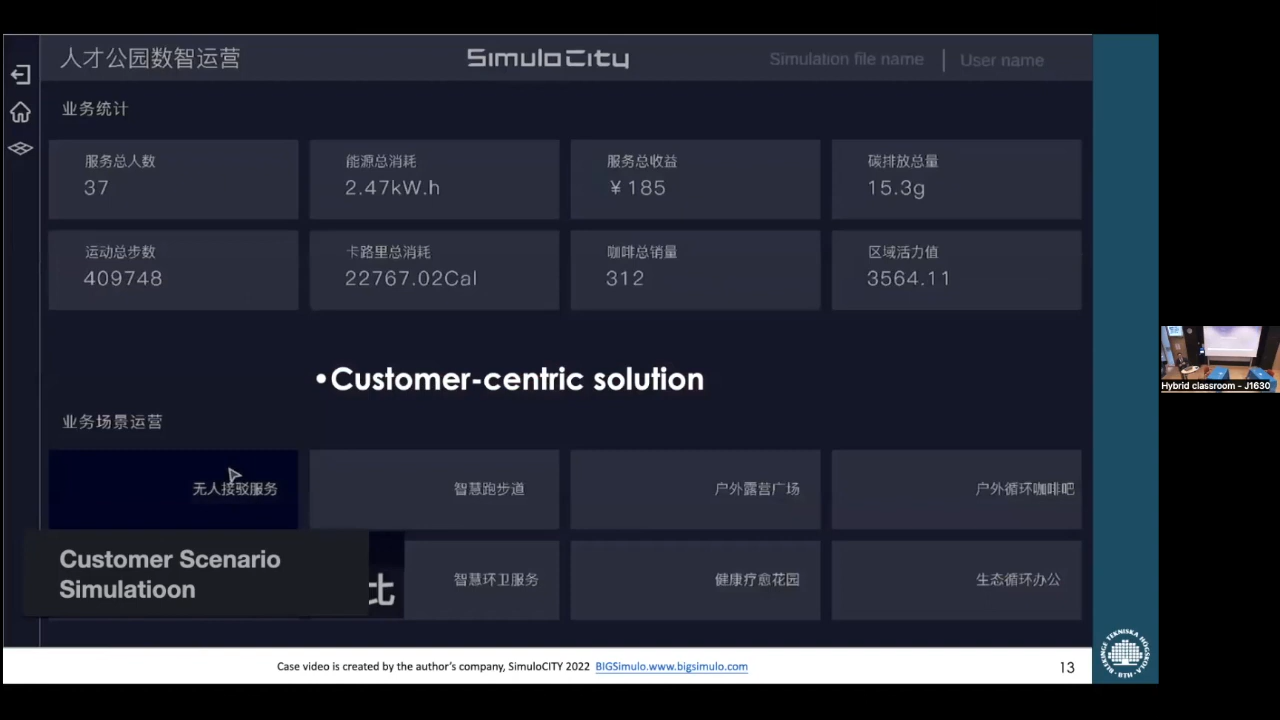 人才公园数智运营
SimuloCity
Simulation file name | User name
业务统计
服务总人数
37
能源总消耗
2.47kW.h
服务总收益
¥185
碳排放总量
15.3g
运动总步数
409748
卡路里总消耗
22767.02Cal
咖啡总销量
312
区域活力值
3564.11
•Customer-centric solution
业务场景运营
无人接驳服务
智慧跑步道
户外露营广场
户外循环咖啡吧
Customer Scenario
Simulatioon
比
智慧环卫服务
健康疗愈花园
生态循环办公
Case video is created by the author's company, SimuloCITY 2022 BIGSimulo.www.bigsimulo.com
13
BLEKINGE TEKNISKA HÖGSKOLA
·BTH·
Hybrid classroom - J1630